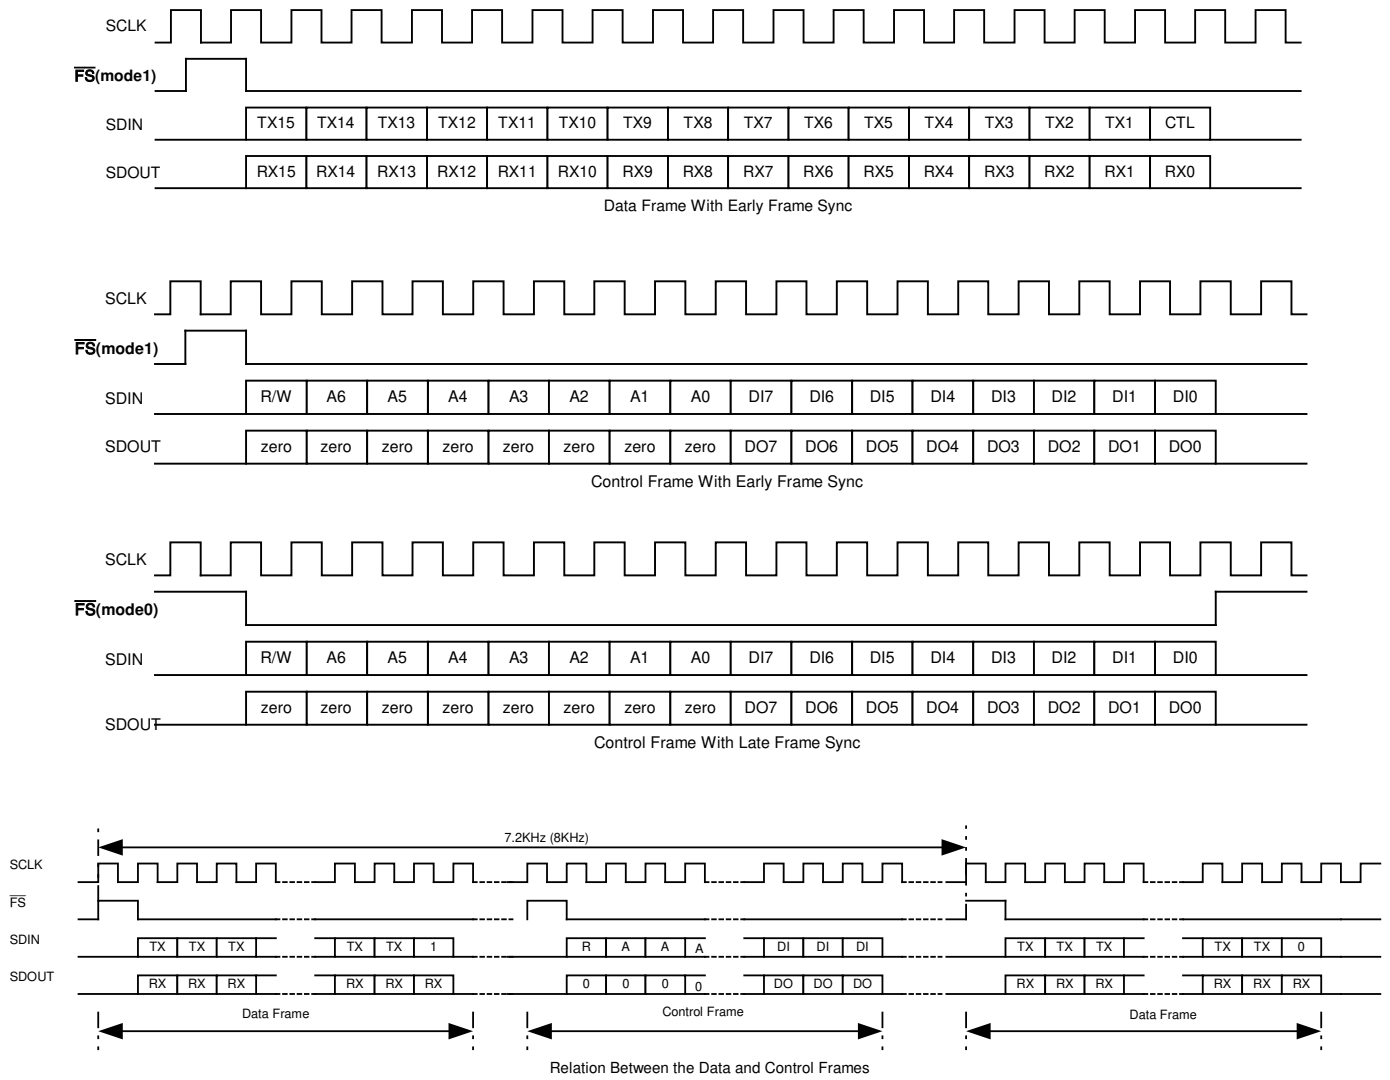 SCLK
FS(mode1)
SDIN TX15 TX14 TX13 TX12 TX11 TX10 TX9 TX8 TX7 TX6 TX5 TX4 TX3 TX2 TX1 CTL
SDOUT RX15 RX14 RX13 RX12 RX11 RX10 RX9 RX8 RX7 RX6 RX5 RX4 RX3 RX2 RX1 RX0
Data Frame With Early Frame Sync
SCLK
FS(mode1)
SDIN R/W A6 A5 A4 A3 A2 A1 A0 DI7 DI6 DI5 DI4 DI3 DI2 DI1 DI0
SDOUT zero zero zero zero zero zero zero zero DO7 DO6 DO5 DO4 DO3 DO2 DO1 DO0
Control Frame With Early Frame Sync
SCLK
FS(mode0)
SDIN R/W A6 A5 A4 A3 A2 A1 A0 DI7 DI6 DI5 DI4 DI3 DI2 DI1 DI0
SDOUT zero zero zero zero zero zero zero zero DO7 DO6 DO5 DO4 DO3 DO2 DO1 DO0
Control Frame With Late Frame Sync
7.2KHz (8KHz)
SCLK
FS
SDIN TX TX TX TX TX 1 R A A A DI DI DI TX TX TX TX TX 0
SDOUT RX RX RX RX RX RX 0 0 0 0 DO DO DO RX RX RX RX RX RX
Data Frame Control Frame Data Frame
Relation Between the Data and Control Frames